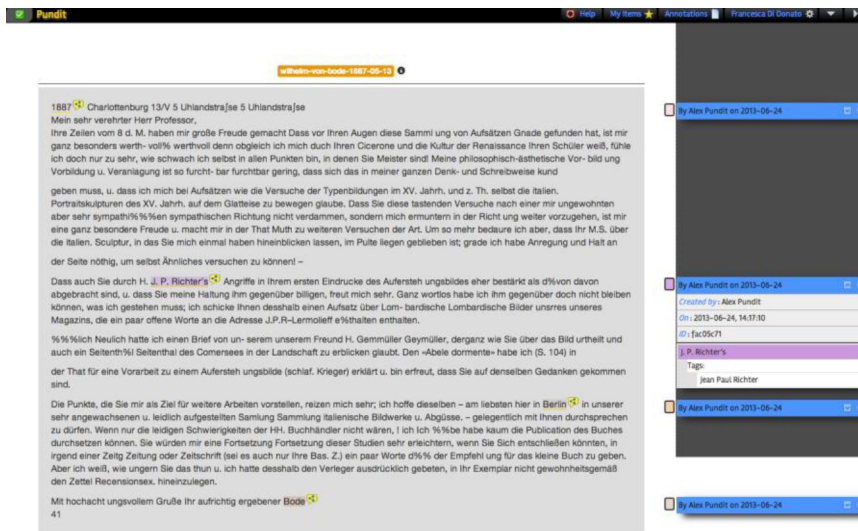 Pundit
Help My Items Annotations Francesca Di Donato
wilhelm-von-bode-1887-05-13
1887 Charlottenburg 13/V 5 Uhlandstraſse 5 Uhlandstraſse
Mein sehr verehrter Herr Professor,
Ihre Zeilen vom 8 d. M. haben mir große Freude gemacht Dass vor Ihren Augen diese Samml ung von Aufsätzen Gnade gefunden hat, ist mir
ganz besonders werth- voll% werthvoll denn obgleich ich mich duch Ihren Cicerone und die Kultur der Renaissance Ihren Schüler weiß, fühle
ich doch nur zu sehr, wie schwach ich selbst in allen Punkten bin, in denen Sie Meister sind! Meine philosophisch-ästhetische Vor- bild ung
Vorbildung u. Veranlagung ist so furcht- bar furchtbar gering, dass sich das in meiner ganzen Denk- und Schreibweise kund
geben muss, u. dass ich mich bei Aufsätzen wie die Versuche der Typenbildungen im XV. Jahrh. und z. Th. selbst die italien.
Portraitskulpturen des XV. Jahrh. auf dem Glatteise zu bewegen glaube. Dass Sie diese tastenden Versuche nach einer mir ungewohnten
aber sehr sympathi%%%en sympathischen Richtung nicht verdammen, sondern mich ermuntern in der Richt ung weiter vorzugehen, ist mir
eine ganz besondere Freude u. macht mir in der That Muth zu weiteren Versuchen der Art. Um so mehr bedaure ich aber, dass Ihr M.S. über
die italien. Sculptur, in das Sie mich einmal haben hineinblicken lassen, im Pulte liegen geblieben ist; grade ich habe Anregung und Halt an
der Seite nöthig, um selbst Ähnliches versuchen zu können! –
Dass auch Sie durch H. J. P. Richter's Angriffe in Ihrem ersten Eindrucke des Aufersteh ungsbildes eher bestärkt als d%von davon
abgebracht sind, u. dass Sie meine Haltung ihm gegenüber billigen, freut mich sehr. Ganz wortlos habe ich ihm gegenüber doch nicht bleiben
können, was ich gestehen muss; ich schicke Ihnen desshalb einen Aufsatz über Lom- bardische Lombardische Bilder unsrres unseres
Magazins, die ein paar offene Worte an die Adresse J.P.R-Lermolieff e%thalten enthalten.
%%%lich Neulich hatte ich einen Brief von un- serem unserem Freund H. Gemmüller Geymüller, derganz wie Sie über das Bild urtheilt und
auch ein Seitenth%l Seitenthal des Comersees in der Landschaft zu erblicken glaubt. Den «Abele dormente» habe ich (S. 104) in
der That für eine Vorarbeit zu einem Aufersteh ungsbilde (schlaf. Krieger) erklärt u. bin erfreut, dass Sie auf denselben Gedanken gekommen
sind.
Die Punkte, die Sie mir als Ziel für weitere Arbeiten vorstellen, reizen mich sehr; ich hoffe dieselben – am liebsten hier in Berlin in unserer
sehr angewachsenen u. leidlich aufgestellten Samlung Sammlung italienische Bildwerke u. Abgüsse. – gelegentlich mit Ihnen durchsprechen
zu dürfen. Wenn nur die leidigen Schwierigkeiten der HH. Buchhändler nicht wären, ! ich Ich %%be habe kaum die Publication des Buches
durchsetzen können. Sie würden mir eine Fortsetzung Fortsetzung dieser Studien sehr erleichtern, wenn Sie Sich entschließen könnten, in
irgend einer Zeitg Zeitung oder Zeitschrift (sei es auch nur Ihre Bas. Z.) ein paar Worte d%% der Empfehl ung für das kleine Buch zu geben.
Aber ich weiß, wie ungern Sie das thun u. ich hatte desshalb den Verleger ausdrücklich gebeten, in Ihr Exemplar nicht gewohnheitsgemäß
den Zettel Recensionsex. hineinzulegen.
Mit hochacht ungsvollem Gruße Ihr aufrichtig ergebener Bode
41
By Alex Pundit on 2013-06-24
By Alex Pundit on 2013-06-24
Created by: Alex Pundit
On: 2013-06-24, 14:17:10
ID: fac05c71
J. P. Richter's
Tags:
Jean Paul Richter
By Alex Pundit on 2013-06-24
By Alex Pundit on 2013-06-24